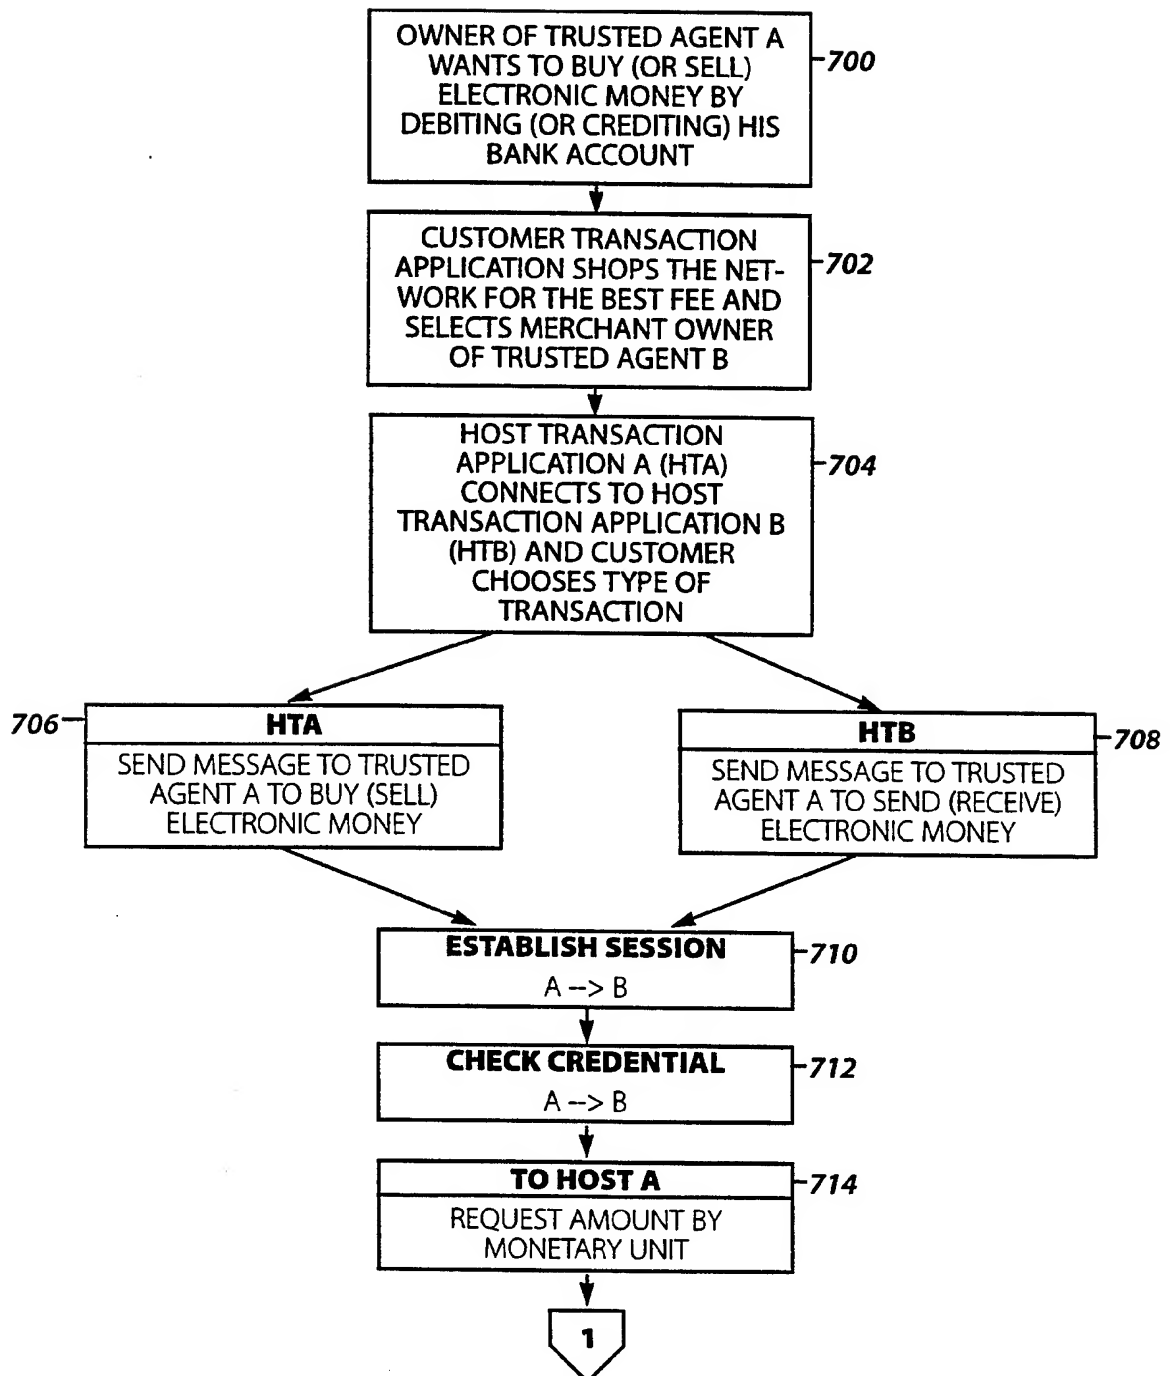 OWNER OF TRUSTED AGENT A
WANTS TO BUY (OR SELL)
ELECTRONIC MONEY BY
DEBITING (OR CREDITING) HIS
BANK ACCOUNT
700
CUSTOMER TRANSACTION
APPLICATION SHOPS THE NET-
WORK FOR THE BEST FEE AND
SELECTS MERCHANT OWNER
OF TRUSTED AGENT B
702
HOST TRANSACTION
APPLICATION A (HTA)
CONNECTS TO HOST
TRANSACTION APPLICATION B
(HTB) AND CUSTOMER
CHOOSES TYPE OF
TRANSACTION
704
706
HTA
SEND MESSAGE TO TRUSTED
AGENT A TO BUY (SELL)
ELECTRONIC MONEY
HTB
708
SEND MESSAGE TO TRUSTED
AGENT A TO SEND (RECEIVE)
ELECTRONIC MONEY
ESTABLISH SESSION
710
A --> B
CHECK CREDENTIAL
712
A --> B
TO HOST A
714
REQUEST AMOUNT BY
MONETARY UNIT
1